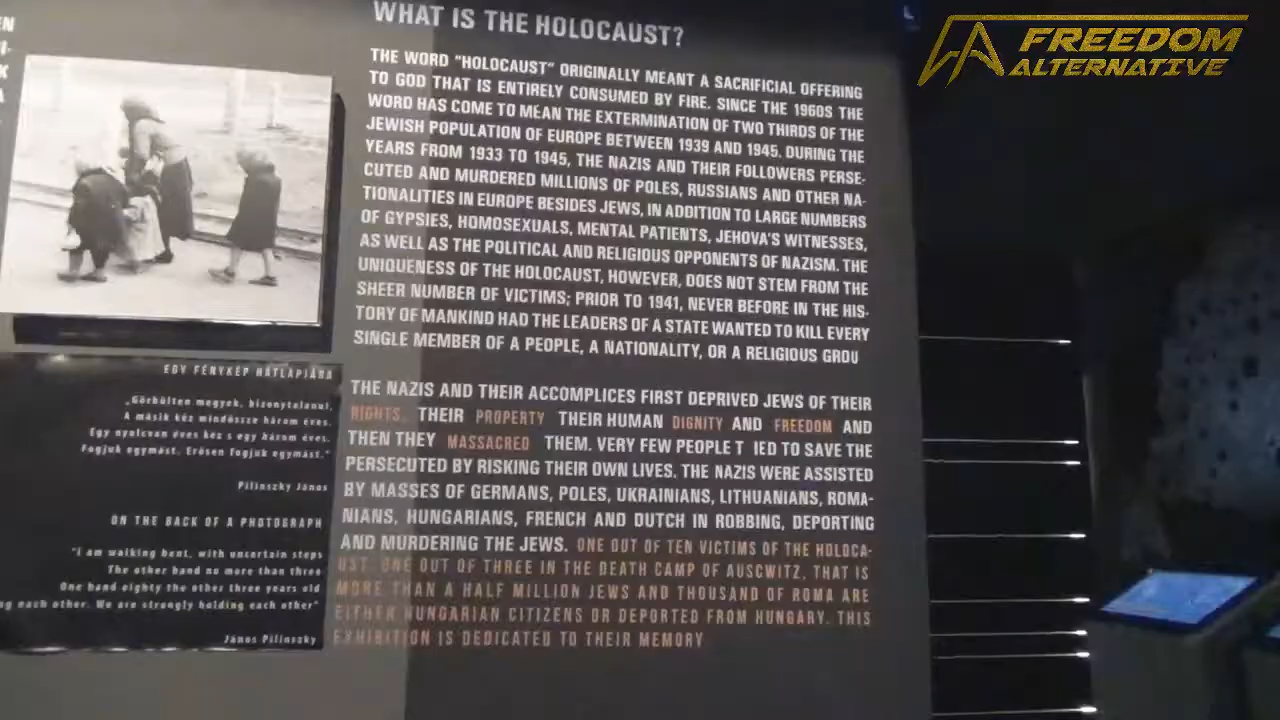 WHAT IS THE HOLOCAUST?
THE WORD "HOLOCAUST" ORIGINALLY MEANT A SACRIFICIAL OFFERING
TO GOD THAT IS ENTIRELY CONSUMED BY FIRE. SINCE THE 1960S THE
WORD HAS COME TO MEAN THE EXTERMINATION OF TWO THIRDS OF THE
JEWISH POPULATION OF EUROPE BETWEEN 1939 AND 1945. DURING THE
YEARS FROM 1933 TO 1945, THE NAZIS AND THEIR FOLLOWERS PERSE-
CUTED AND MURDERED MILLIONS OF POLES, RUSSIANS AND OTHER NA-
TIONALITIES IN EUROPE BESIDES JEWS, IN ADDITION TO LARGE NUMBERS
OF GYPSIES, HOMOSEXUALS, MENTAL PATIENTS, JEHOVA'S WITNESSES,
AS WELL AS THE POLITICAL AND RELIGIOUS OPPONENTS OF NAZISM. THE
UNIQUENESS OF THE HOLOCAUST, HOWEVER, DOES NOT STEM FROM THE
SHEER NUMBER OF VICTIMS; PRIOR TO 1941, NEVER BEFORE IN THE HIS-
TORY OF MANKIND HAD THE LEADERS OF A STATE WANTED TO KILL EVERY
SINGLE MEMBER OF A PEOPLE, A NATIONALITY, OR A RELIGIOUS GROU
THE NAZIS AND THEIR ACCOMPLICES FIRST DEPRIVED JEWS OF THEIR
RIGHTS, THEIR PROPERTY THEIR HUMAN DIGNITY AND FREEDOM AND
THEN THEY MASSACRED THEM. VERY FEW PEOPLE T IED TO SAVE THE
PERSECUTED BY RISKING THEIR OWN LIVES. THE NAZIS WERE ASSISTED
BY MASSES OF GERMANS, POLES, UKRAINIANS, LITHUANIANS, ROMA-
NIANS, HUNGARIANS, FRENCH AND DUTCH IN ROBBING, DEPORTING
AND MURDERING THE JEWS. ONE OUT OF TEN VICTIMS OF THE HOLOCA-
UST, ONE OUT OF THREE IN THE DEATH CAMP OF AUSCWITZ, THAT IS
MORE THAN A HALF MILLION JEWS AND THOUSAND OF ROMA ARE
EITHER HUNGARIAN CITIZENS OR DEPORTED FROM HUNGARY. THIS
EXHIBITION IS DEDICATED TO THEIR MEMORY
EGY FÉNYKÉP HÁTLAPJÁRA
„Görbülten megyek, bizonytalanul,
A másik kéz mindössze három éves.
Egy nyolcvan éves kéz s egy három éves.
Fogjuk egymást. Erősen fogjuk egymást."
Pilinszky János
ON THE BACK OF A PHOTOGRAPH
"I am walking bent, with uncertain steps
The other hand no more than three
One hand eighty the other three years old
each other. We are strongly holding each other"
János Pilinszky
FREEDOM
ALTERNATIVE